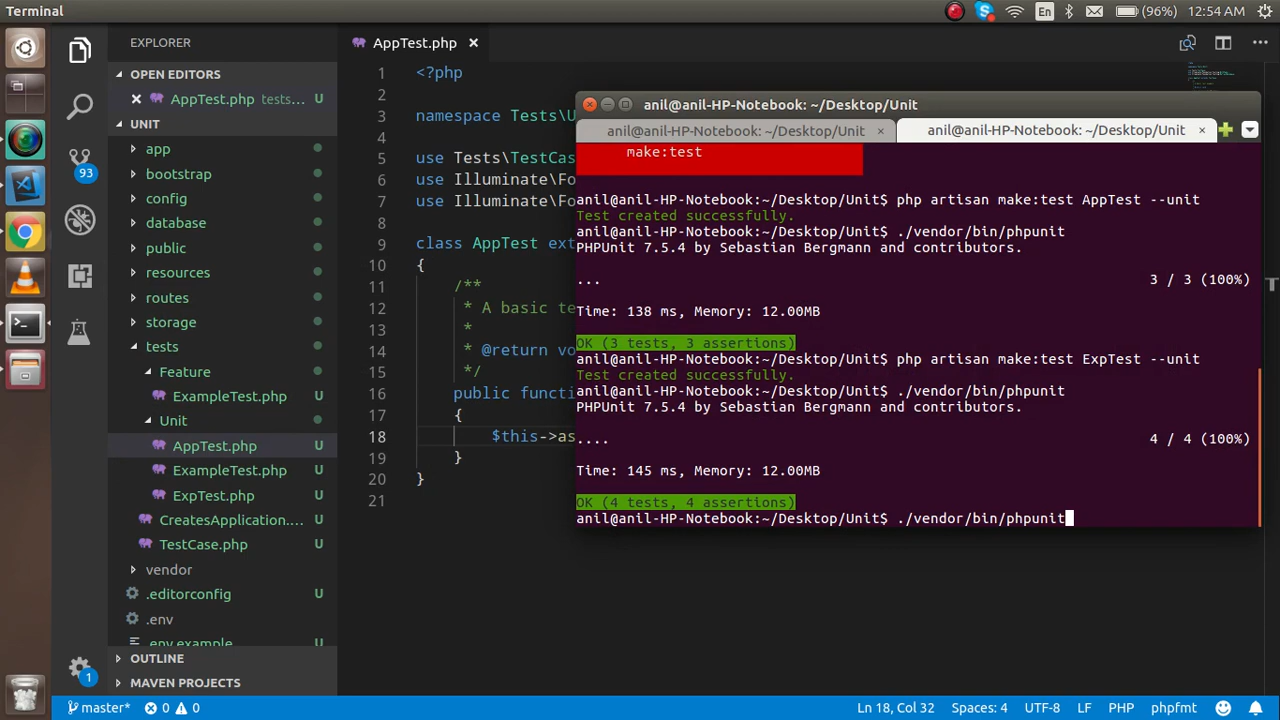 Terminal
En
(96%)
12:54 AM
EXPLORER
OPEN EDITORS
AppTest.php tests... U
UNIT
app
bootstrap
config
database
public
resources
routes
storage
tests
Feature
ExampleTest.php U
Unit
AppTest.php U
ExampleTest.php U
ExpTest.php U
CreatesApplication.... U
TestCase.php U
vendor
.editorconfig U
.env
.env.example U
OUTLINE
MAVEN PROJECTS
93
1
AppTest.php
1 <?php
2
3 namespace Tests\U
4
5 use Tests\TestCas
6 use Illuminate\Fo
7 use Illuminate\Fo
8
9 class AppTest ext
10 {
11 /**
12 * A basic te
13 *
14 * @return vo
15 */
16 public functi
17 {
18 $this->as
19 }
20 }
21
anil@anil-HP-Notebook: ~/Desktop/Unit
anil@anil-HP-Notebook: ~/Desktop/Unit
anil@anil-HP-Notebook: ~/Desktop/Unit
make:test
anil@anil-HP-Notebook:~/Desktop/Unit$ php artisan make:test AppTest --unit
Test created successfully.
anil@anil-HP-Notebook:~/Desktop/Unit$ ./vendor/bin/phpunit
PHPUnit 7.5.4 by Sebastian Bergmann and contributors.
... 3 / 3 (100%)
Time: 138 ms, Memory: 12.00MB
OK (3 tests, 3 assertions)
anil@anil-HP-Notebook:~/Desktop/Unit$ php artisan make:test ExpTest --unit
Test created successfully.
anil@anil-HP-Notebook:~/Desktop/Unit$ ./vendor/bin/phpunit
PHPUnit 7.5.4 by Sebastian Bergmann and contributors.
.... 4 / 4 (100%)
Time: 145 ms, Memory: 12.00MB
OK (4 tests, 4 assertions)
anil@anil-HP-Notebook:~/Desktop/Unit$ ./vendor/bin/phpunit
master* 0 0
Ln 18, Col 32
Spaces: 4
UTF-8
LF
PHP
phpfmt